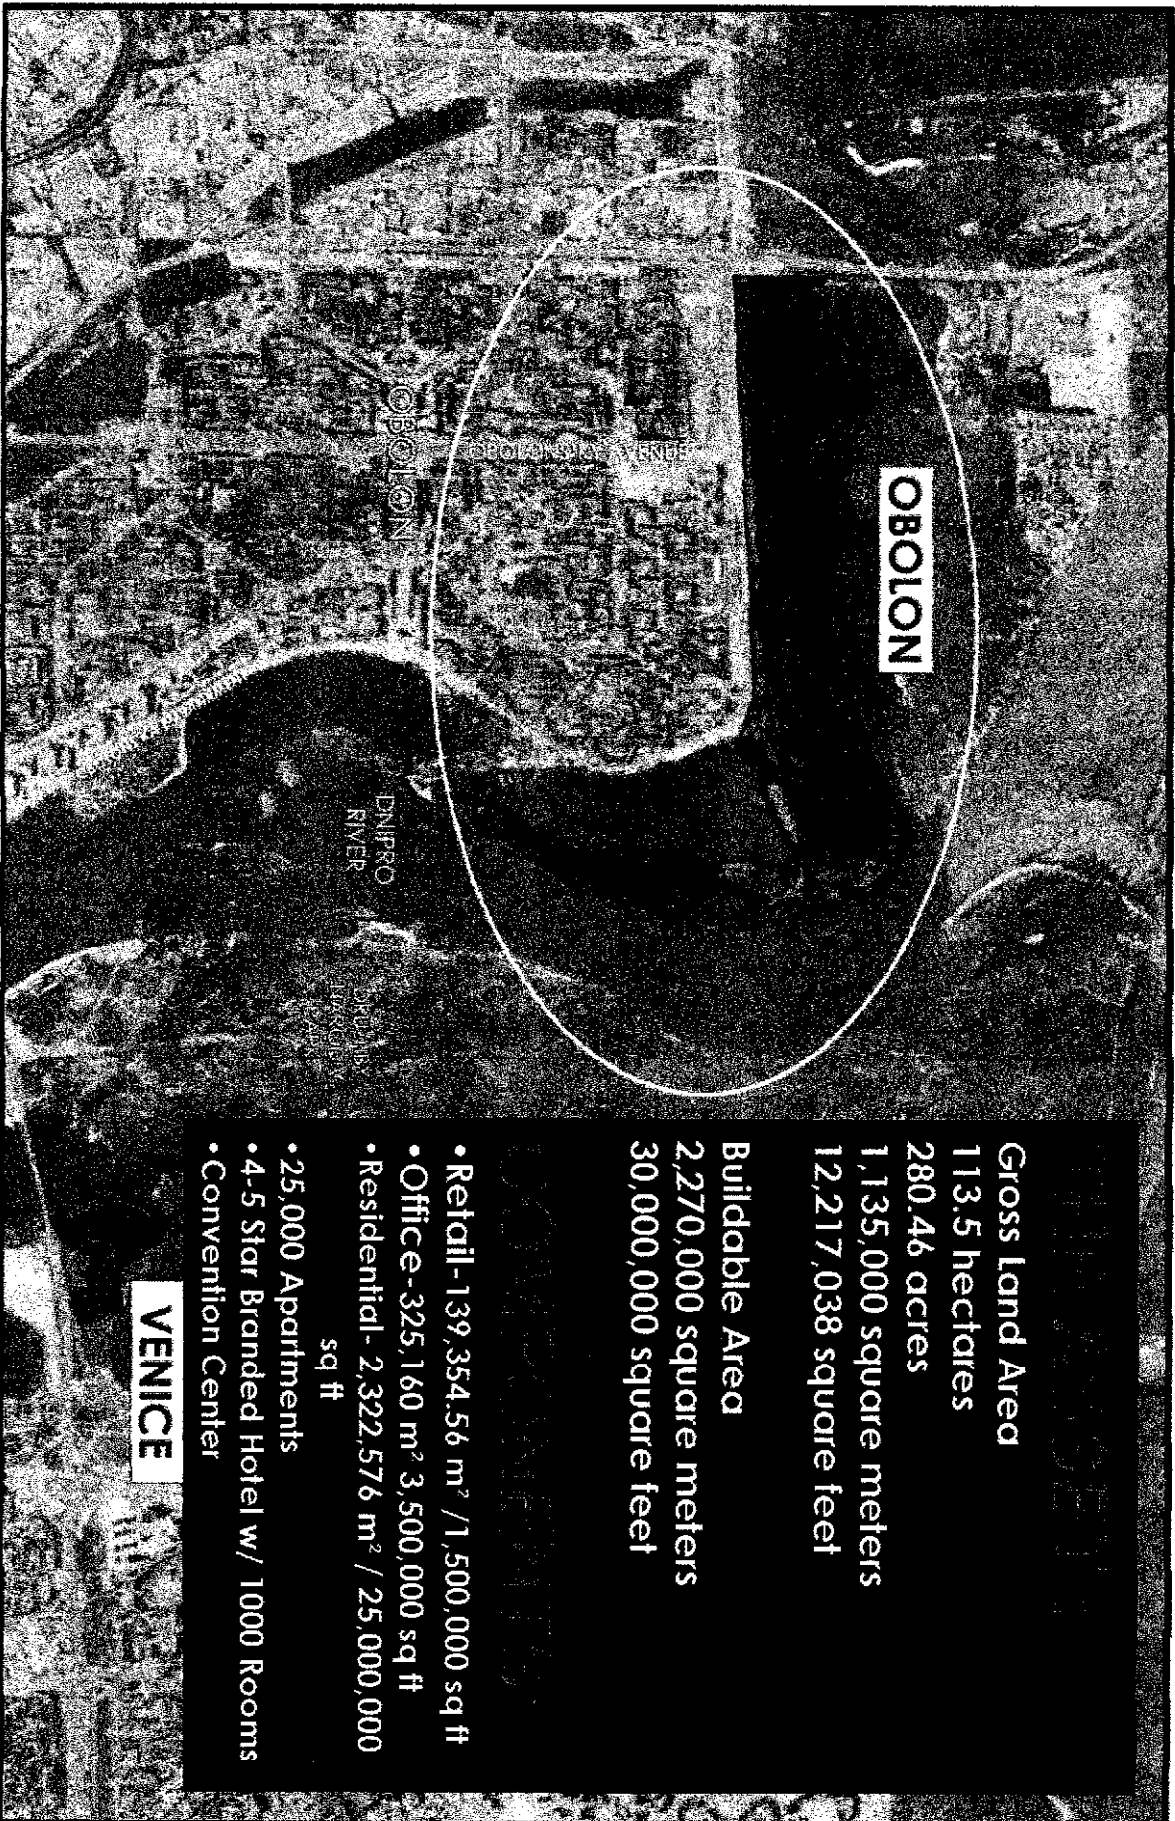 OBOLON
OBOLONSKY AVENUE
OBOLON
DNIPRO
RIVER
THE PROJECT
Gross Land Area
113.5 hectares
280.46 acres
1,135,000 square meters
12,217,038 square feet
Buildable Area
2,270,000 square meters
30,000,000 square feet
COMPONENTS
• Retail-139,354.56 m² /1,500,000 sq ft
• Office-325,160 m² 3,500,000 sq ft
• Residential- 2,322,576 m² / 25,000,000
sq ft
• 25,000 Apartments
• 4-5 Star Branded Hotel w/ 1000 Rooms
• Convention Center
VENICE